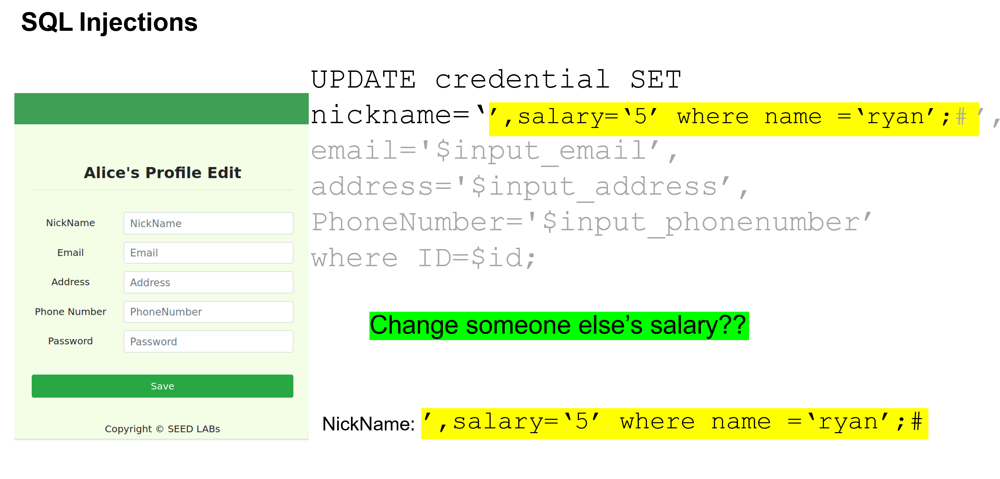 SQL Injections
UPDATE credential SET
nickname=‘’,salary=‘5’ where name =‘ryan’;# ’,
email='$input_email’,
address='$input_address’,
PhoneNumber='$input_phonenumber’
where ID=$id;
Alice's Profile Edit
NickName NickName
Email Email
Address Address
Phone Number PhoneNumber
Password Password
Save
Copyright © SEED LABs
Change someone else’s salary??
NickName: ’,salary=‘5’ where name =‘ryan’;#